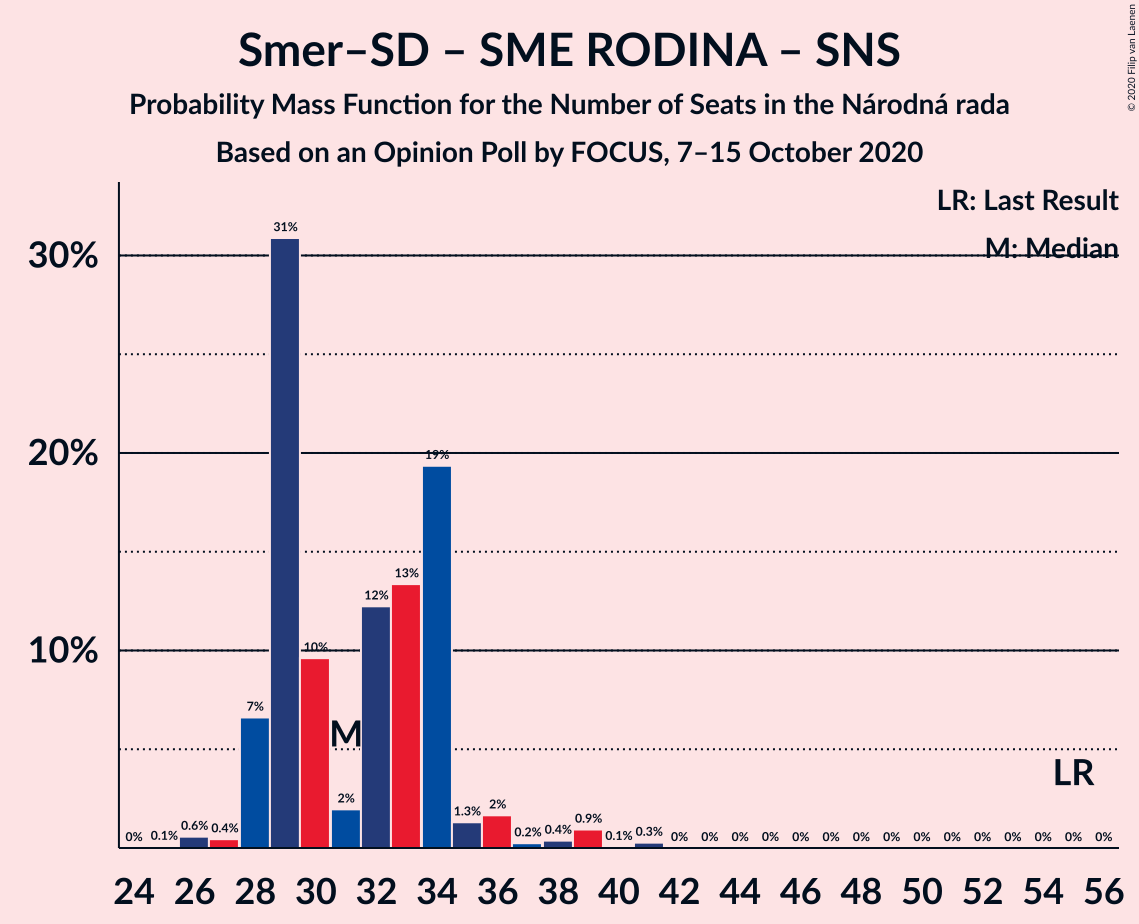 Smer–SD – SME RODINA – SNS
Probability Mass Function for the Number of Seats in the Národná rada
Based on an Opinion Poll by FOCUS, 7–15 October 2020
© 2020 Filip van Laenen
LR: Last Result
M: Median
30%
20%
10%
0% 0.1% 0.6% 0.4% 7% 31% 10% 2% 12% 13% 19% 1.3% 2% 0.2% 0.4% 0.9% 0.1% 0.3% 0% 0% 0% 0% 0% 0% 0% 0% 0% 0% 0% 0% 0% 0% 0%
M
LR
24 26 28 30 32 34 36 38 40 42 44 46 48 50 52 54 56